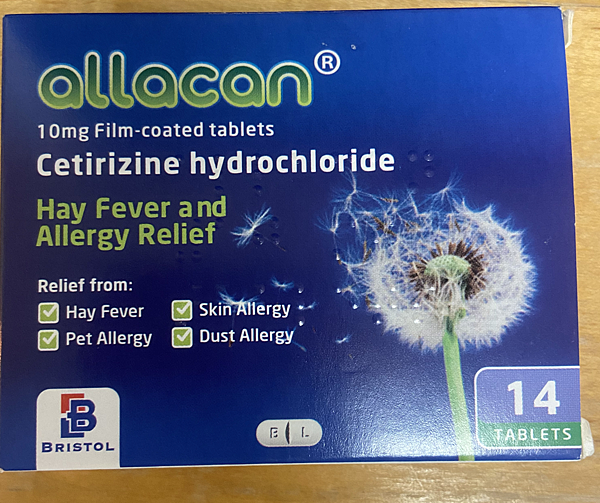 allacan®
10mg Film-coated tablets
Cetirizine hydrochloride
Hay Fever and
Allergy Relief
Relief from:
Hay Fever
Skin Allergy
Pet Allergy
Dust Allergy
14
TABLETS
B
BRISTOL
B L